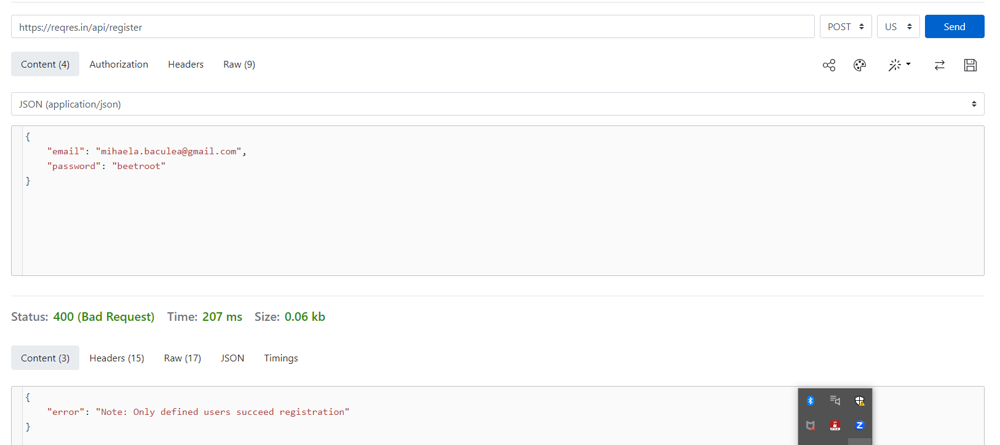 https://reqres.in/api/register
POST
US
Send
Content (4)
Authorization
Headers
Raw (9)
JSON (application/json)
{
"email": "mihaela.baculea@gmail.com",
"password": "beetroot"
}
Status: 400 (Bad Request) Time: 207 ms Size: 0.06 kb
Content (3)
Headers (15)
Raw (17)
JSON
Timings
{
"error": "Note: Only defined users succeed registration"
}
Z